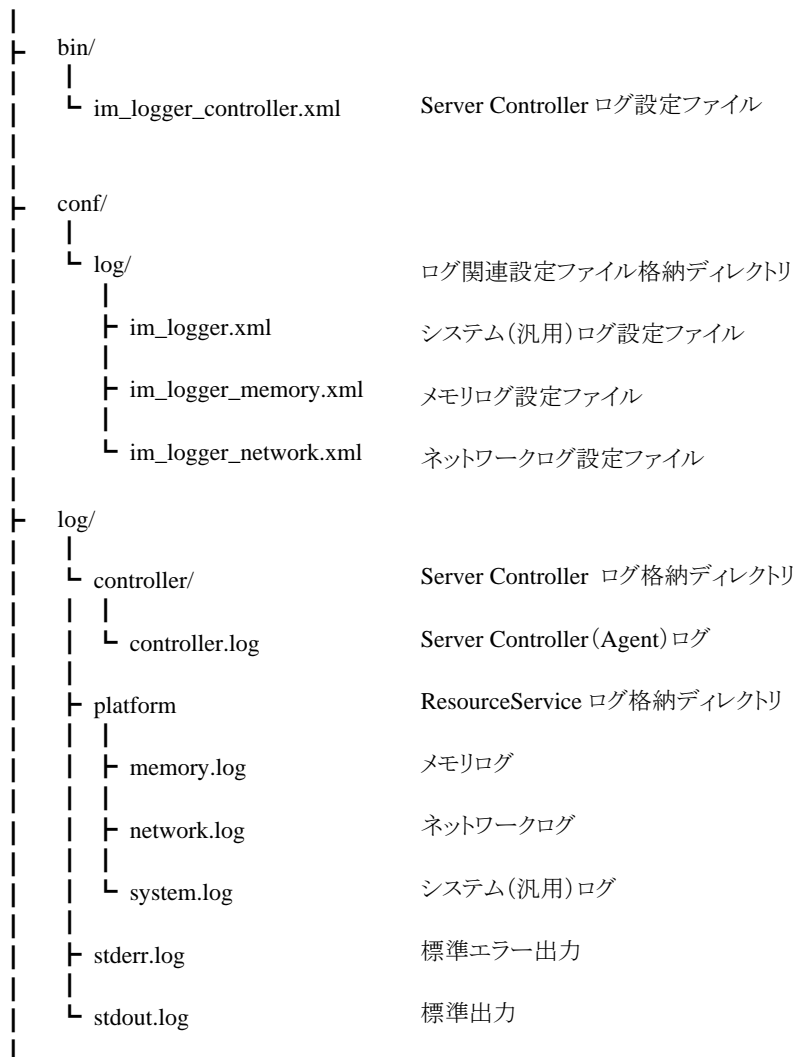 bin/
im_logger_controller.xml Server Controller ログ設定ファイル
conf/
log/ ログ関連設定ファイル格納ディレクトリ
im_logger.xml システム(汎用)ログ設定ファイル
im_logger_memory.xml メモリログ設定ファイル
im_logger_network.xml ネットワークログ設定ファイル
log/
controller/ Server Controller ログ格納ディレクトリ
controller.log Server Controller(Agent)ログ
platform ResourceService ログ格納ディレクトリ
memory.log メモリログ
network.log ネットワークログ
system.log システム(汎用)ログ
stderr.log 標準エラー出力
stdout.log 標準出力